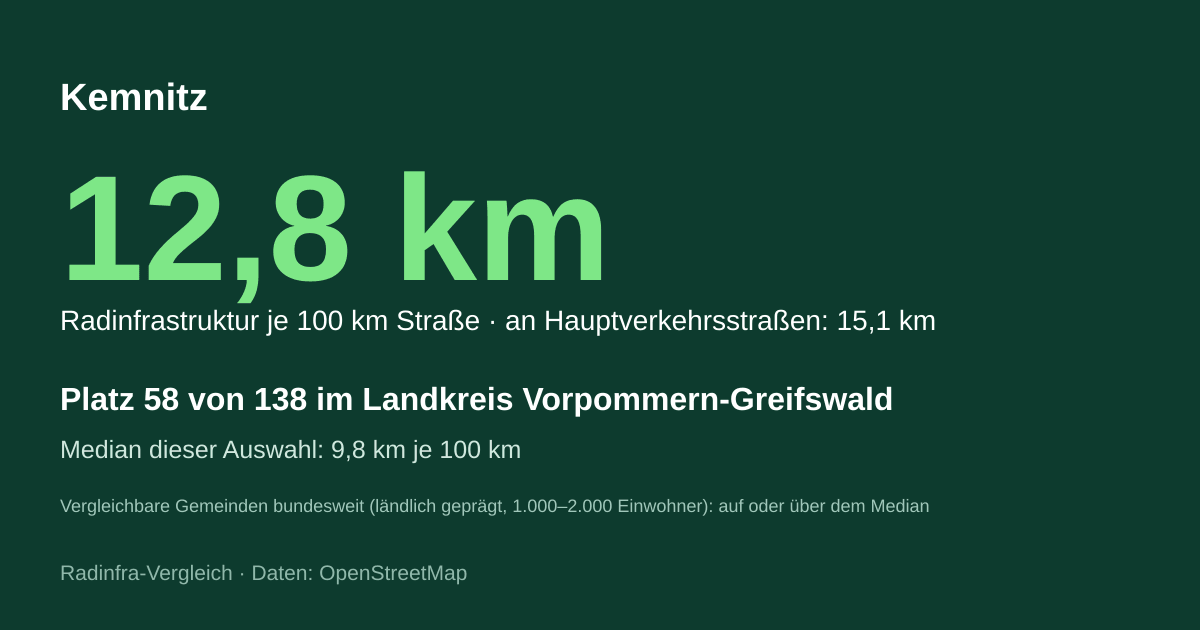 Kemnitz
12,8 km
Radinfrastruktur je 100 km Straße · an Hauptverkehrsstraßen: 15,1 km
Platz 58 von 138 im Landkreis Vorpommern-Greifswald
Median dieser Auswahl: 9,8 km je 100 km
Vergleichbare Gemeinden bundesweit (ländlich geprägt, 1.000–2.000 Einwohner): auf oder über dem Median
Radinfra-Vergleich · Daten: OpenStreetMap